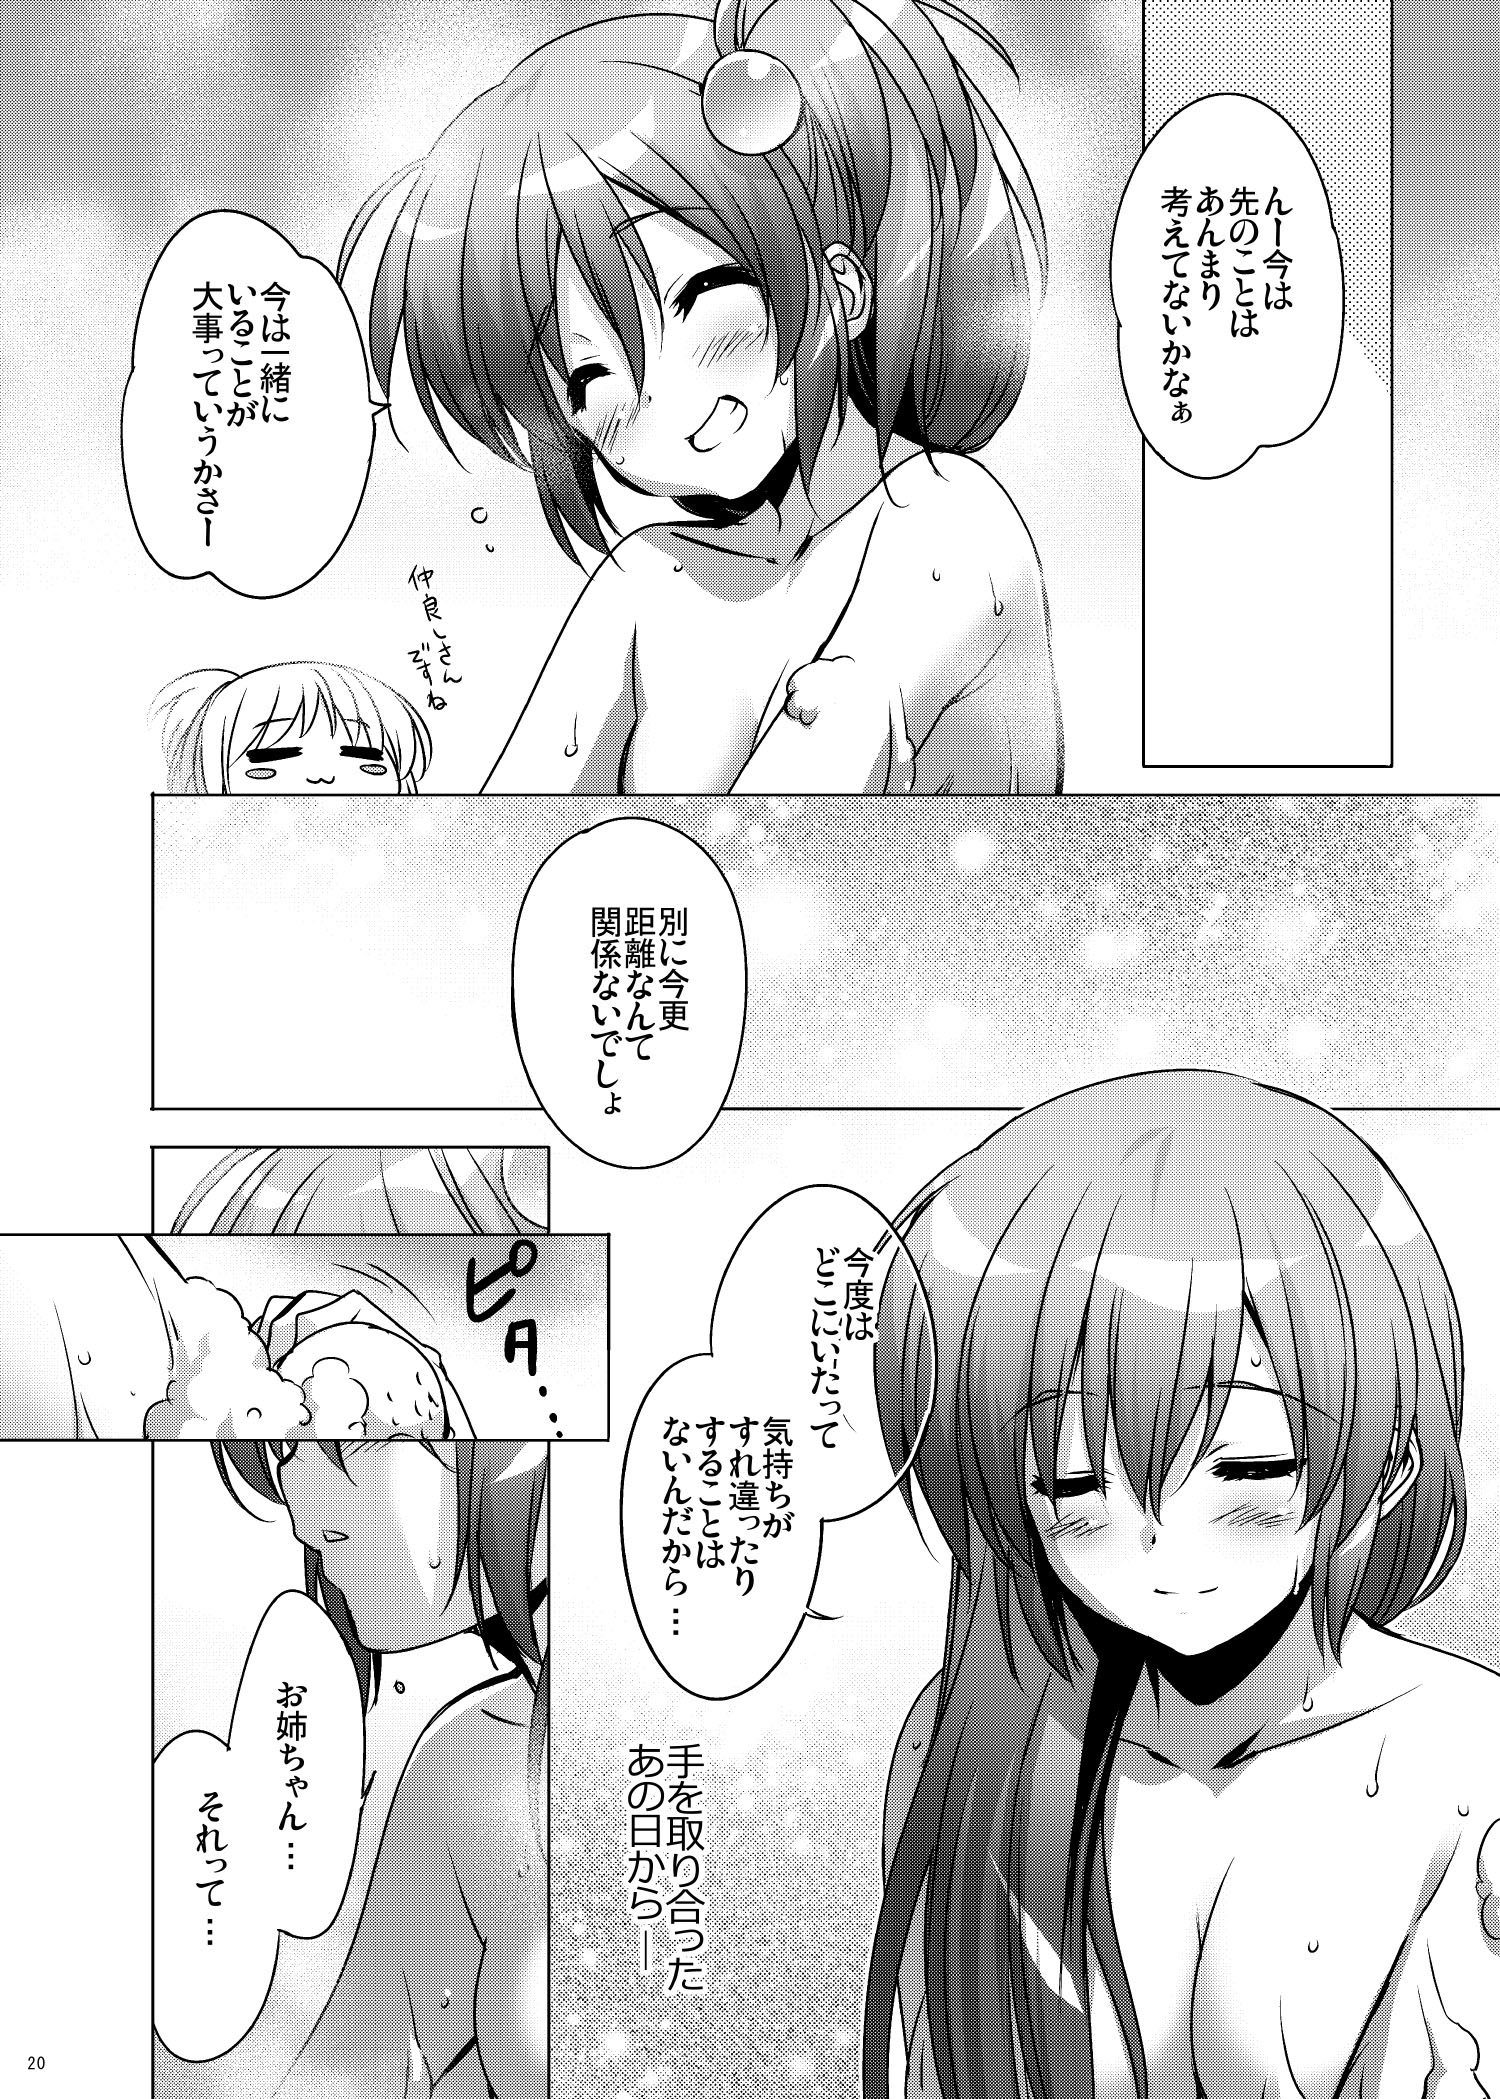 んー今は
先のことは
あんまり
考えてないかなぁ
今は一緒に
いることが
大事っていうかさー
仲良しさん
ですね
別に今更
距離なんて
関係ないでしょ
今度は
どこにいたって
気持ちが
すれ違ったり
することは
ないんだから…
手を取り合った
あの日から―
ピタ…
お姉ちゃん…
それって…
20